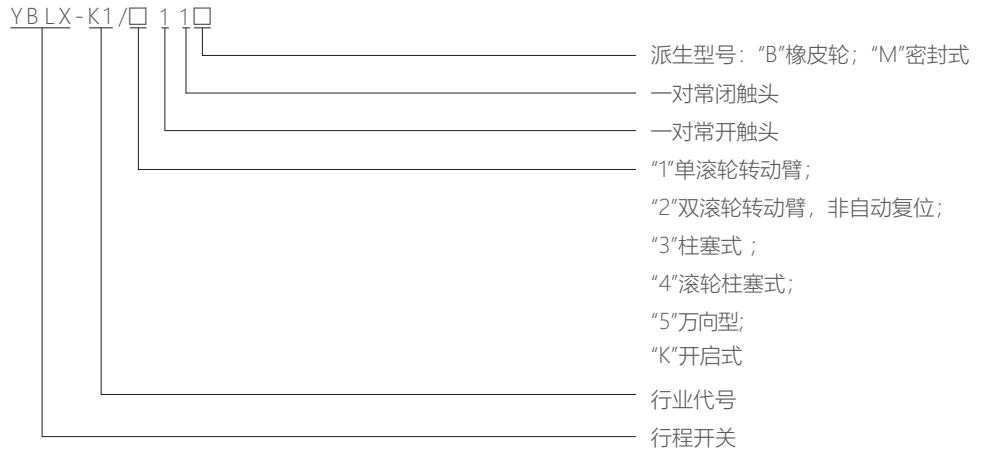 YBLX-K1/□ 1 1□
派生型号：“B”橡皮轮；“M”密封式
一对常闭触头
一对常开触头
“1”单滚轮转动臂；
“2”双滚轮转动臂，非自动复位；
“3”柱塞式；
“4”滚轮柱塞式；
“5”万向型;
“K”开启式
行业代号
行程开关